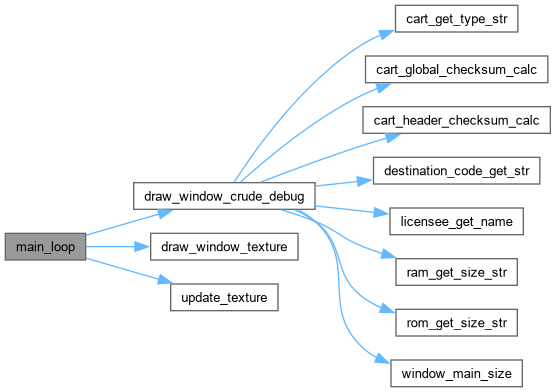 main_loop
draw_window_crude_debug
draw_window_texture
update_texture
cart_get_type_str
cart_global_checksum_calc
cart_header_checksum_calc
destination_code_get_str
licensee_get_name
ram_get_size_str
rom_get_size_str
window_main_size